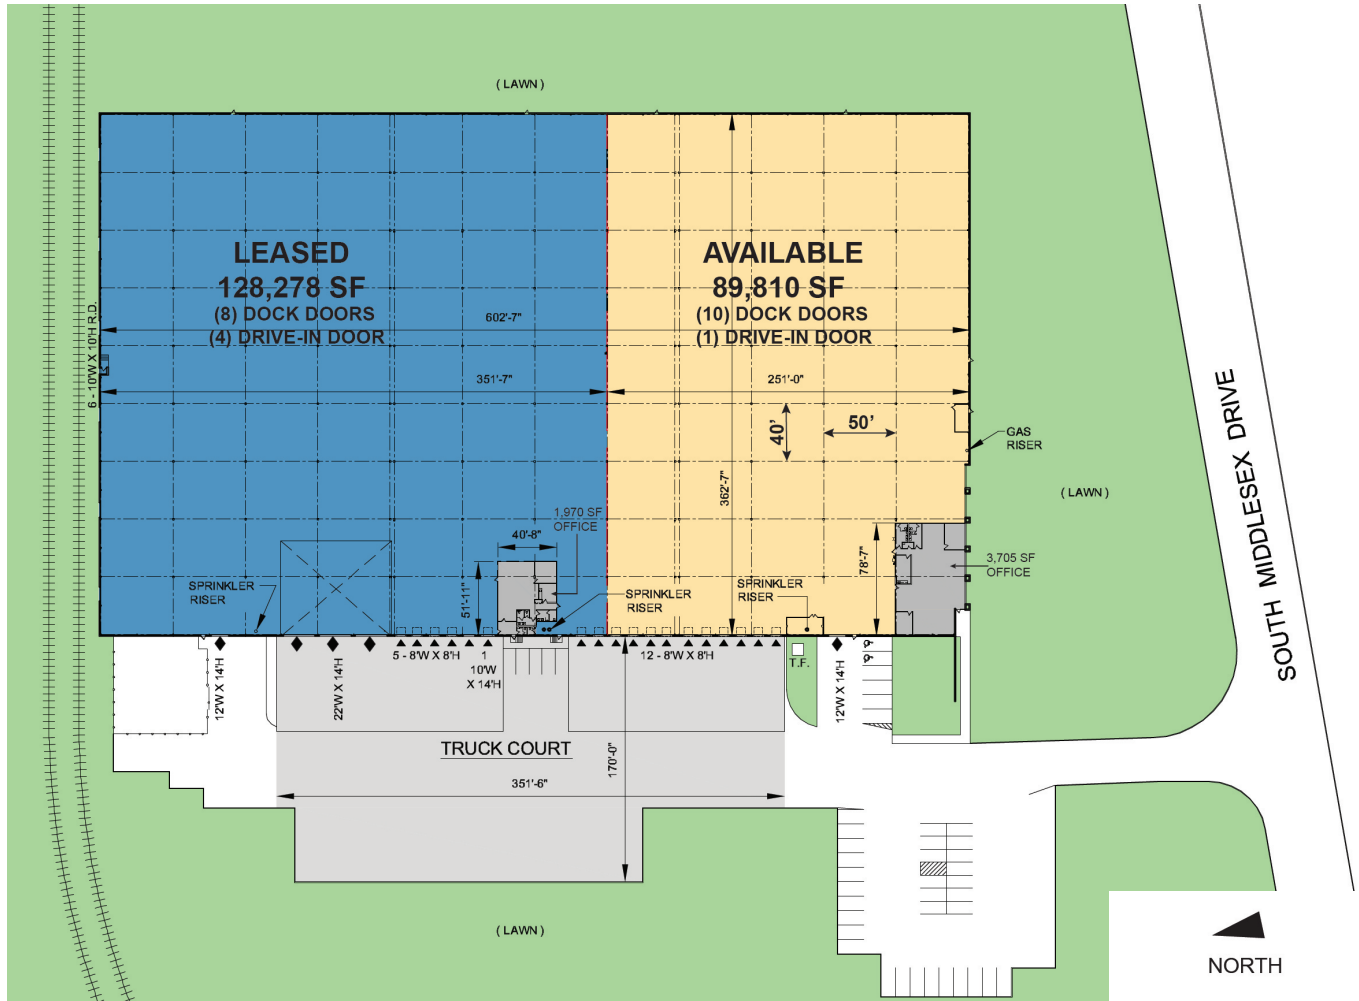 ( LAWN )
LEASED
128,278 SF
(8) DOCK DOORS
(4) DRIVE-IN DOOR
AVAILABLE
89,810 SF
(10) DOCK DOORS
(1) DRIVE-IN DOOR
602'-7"
6 - 10'W X 10'H R.D.
351'-7"
251'-0"
40'
50'
GAS
RISER
362'-7"
( LAWN )
SOUTH MIDDLESEX DRIVE
1,970 SF
OFFICE
40'-8"
51'-11"
78'-7"
3,705 SF
OFFICE
SPRINKLER
RISER
SPRINKLER
RISER
SPRINKLER
RISER
5 - 8'W X 8'H
1
10'W
X 14'H
12 - 8'W X 8'H
T.F.
12'W X 14'H
22'W X 14'H
12'W X 14'H
TRUCK COURT
170'-0"
351'-6"
( LAWN )
NORTH